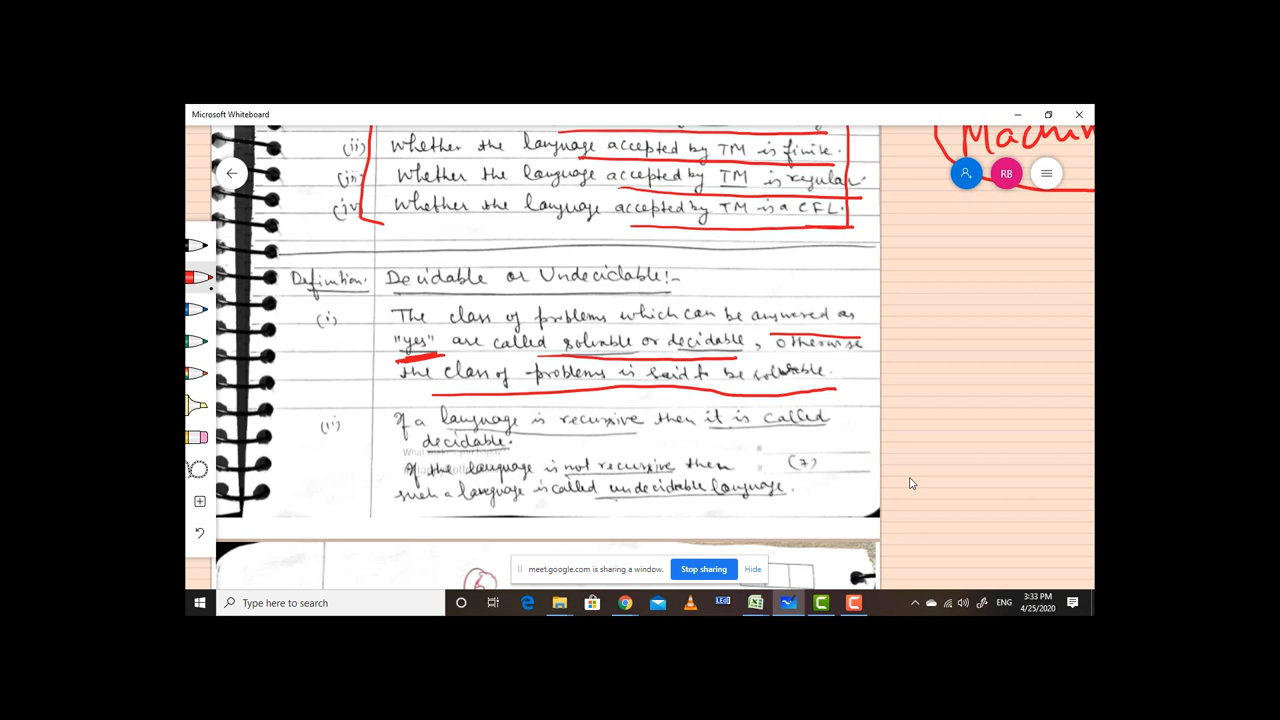 Microsoft Whiteboard
Machin
(ii) Whether the language accepted by TM is finite.
RB
(iii) Whether the language accepted by TM is regular.
(iv) Whether the language accepted by TM is a CFL.
Definition: Decidable or Undecidable:-
(i) The class of problems which can be answered as
"yes" are called solvable or decidable, otherwise
the class of problems is said to be
(ii) If a language is recursive then it is called
decidable.
If the language is not recursive then (7)
such a language is called undecidable language.
6
meet.google.com is sharing a window. Stop sharing Hide
Type here to search
ENG
3:33 PM
4/25/2020